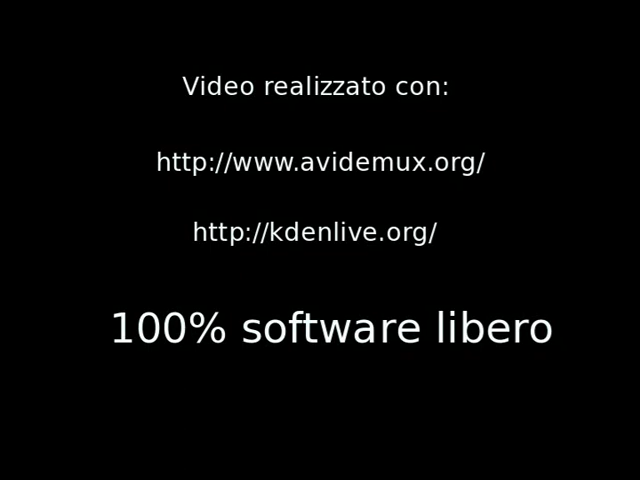 Video realizzato con:
http://www.avidemux.org/
http://kdenlive.org/
100% software libero